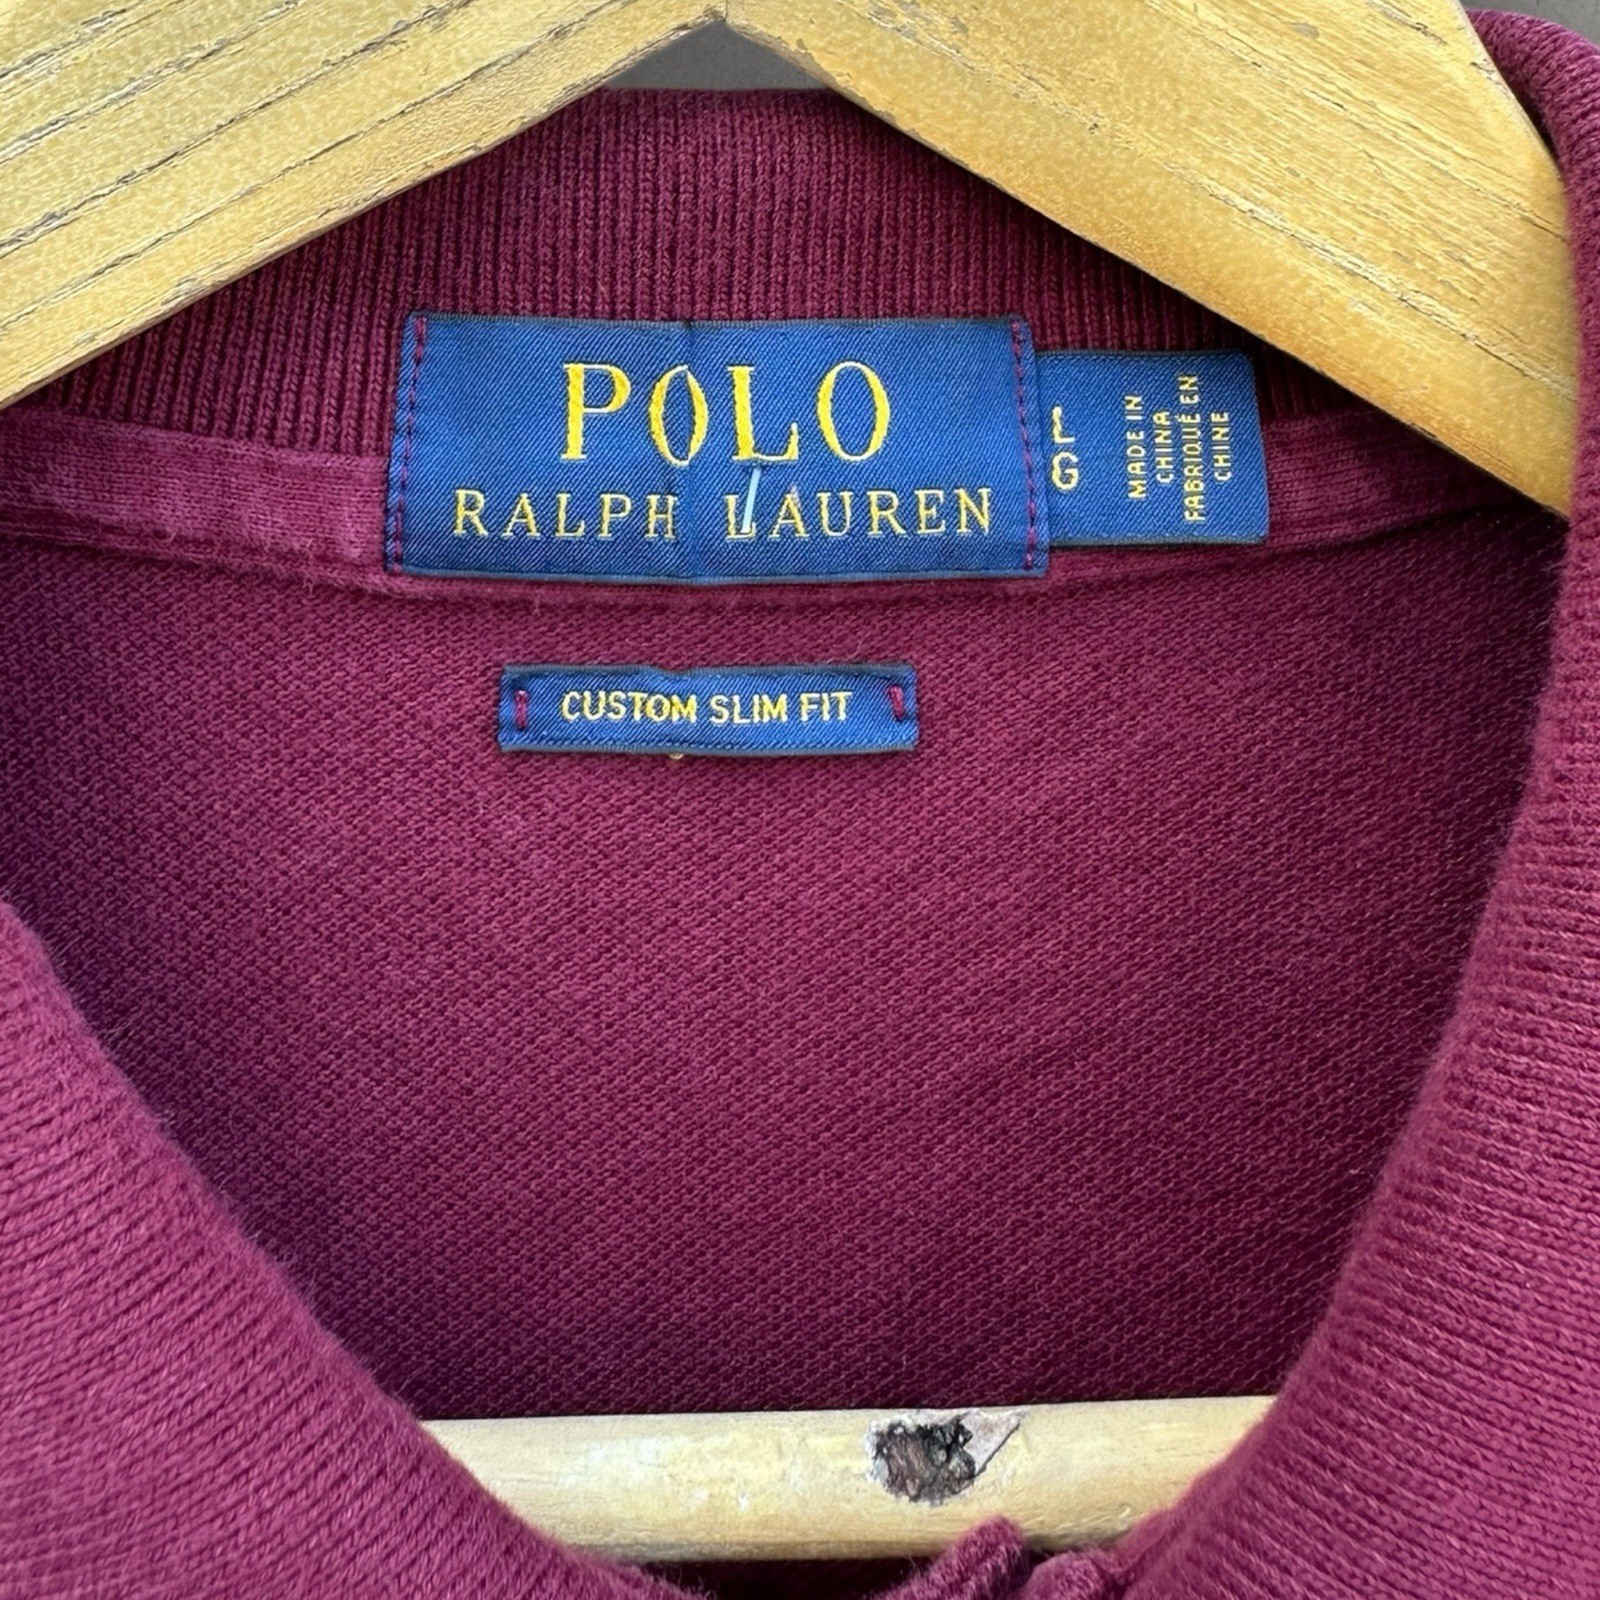 POLO
RALPH LAUREN
L
G
MADE IN
CHINA
FABRIQUÉ EN
CHINE
CUSTOM SLIM FIT